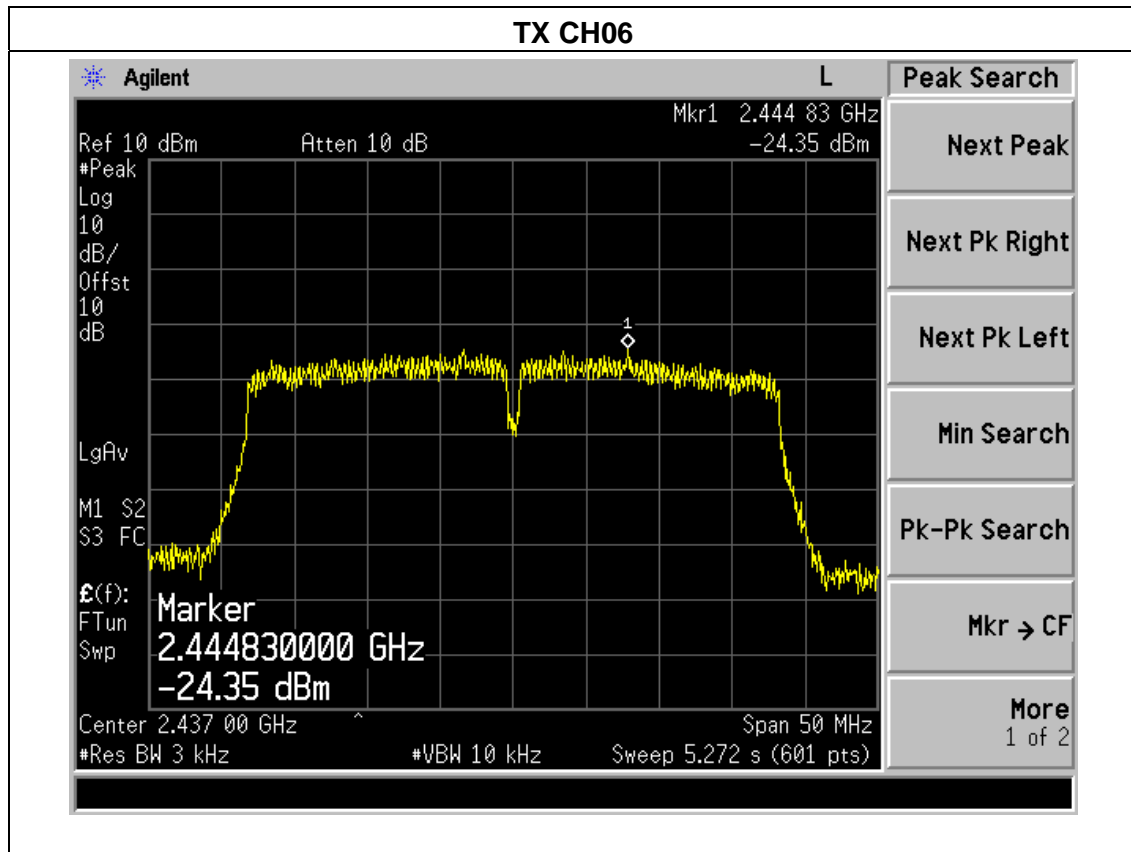 TX CH06
Agilent L Peak Search
Mkr1 2.444 83 GHz
Ref 10 dBm Atten 10 dB -24.35 dBm
#Peak
Log
10
dB/
Offst
10
dB
1
LgAv
M1 S2
S3 FC
£(f):
FTun
Swp
Marker
2.444830000 GHz
-24.35 dBm
Center 2.437 00 GHz ^ Span 50 MHz
#Res BW 3 kHz #VBW 10 kHz Sweep 5.272 s (601 pts)
Next Peak
Next Pk Right
Next Pk Left
Min Search
Pk-Pk Search
Mkr → CF
More
1 of 2